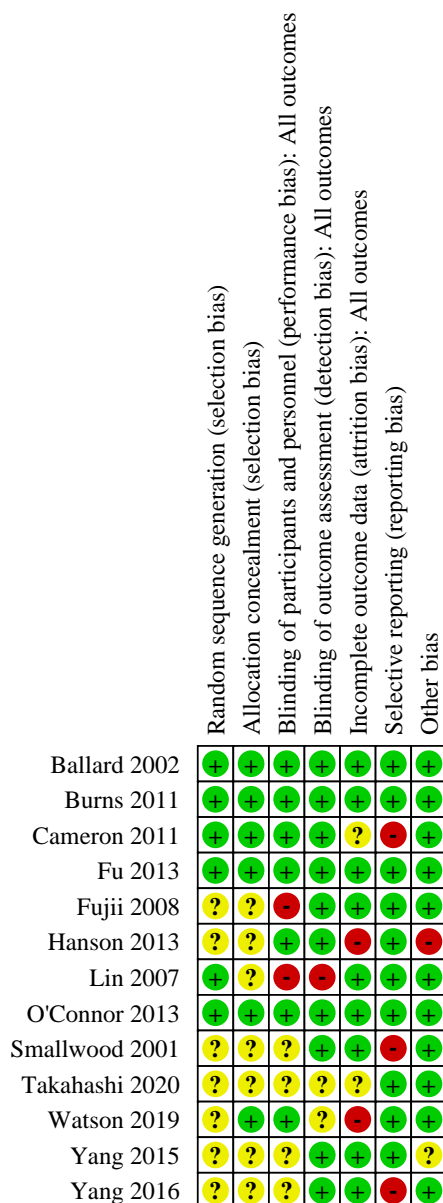 Random sequence generation (selection bias)
Allocation concealment (selection bias)
Blinding of participants and personnel (performance bias): All outcomes
Blinding of outcome assessment (detection bias): All outcomes
Incomplete outcome data (attrition bias): All outcomes
Selective reporting (reporting bias)
Other bias
Ballard 2002 + + + + + + +
Burns 2011 + + + + + + +
Cameron 2011 + + + + ? - +
Fu 2013 + + + + + + +
Fujii 2008 ? ? - + + + +
Hanson 2013 ? ? + + - + -
Lin 2007 + ? - - + + +
O'Connor 2013 + + + + + + +
Smallwood 2001 ? ? ? + + - +
Takahashi 2020 ? ? ? ? ? + +
Watson 2019 ? + + ? - + +
Yang 2015 ? ? ? + + + ?
Yang 2016 ? ? ? + + - +